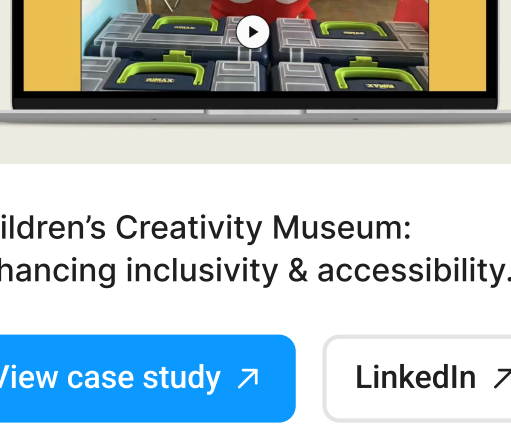 ildren’s Creativity Museum:
hancing inclusivity & accessibility.
View case study ↗
LinkedIn ↗